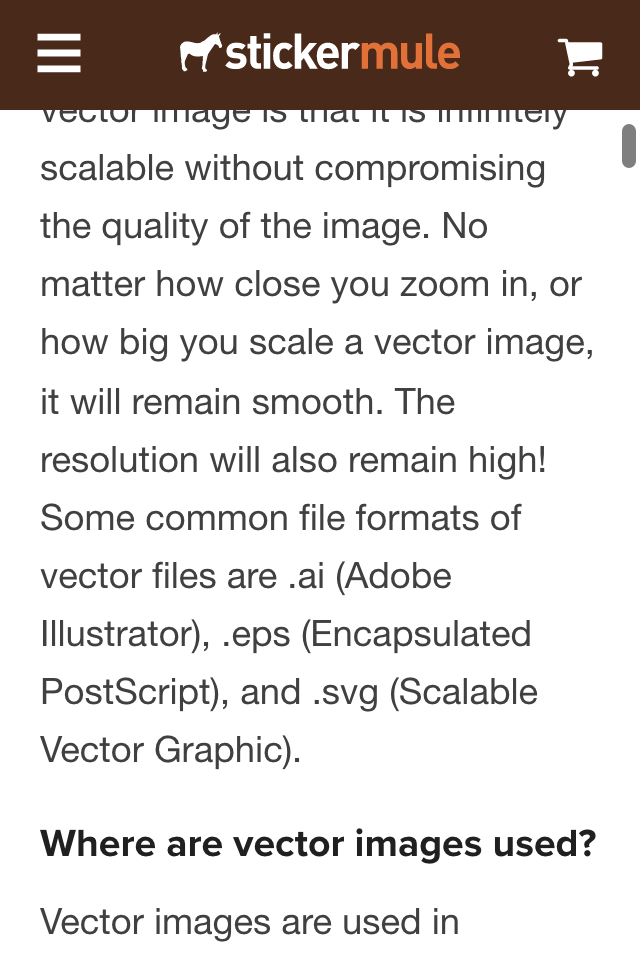 stickermule
vector image is that it is infinitely
scalable without compromising
the quality of the image. No
matter how close you zoom in, or
how big you scale a vector image,
it will remain smooth. The
resolution will also remain high!
Some common file formats of
vector files are .ai (Adobe
Illustrator), .eps (Encapsulated
PostScript), and .svg (Scalable
Vector Graphic).
Where are vector images used?
Vector images are used in